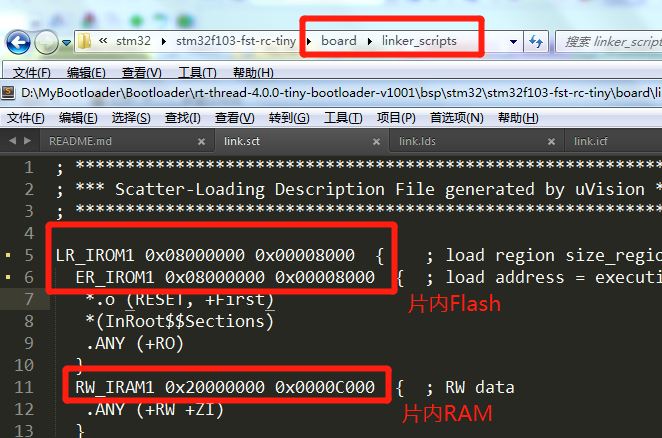 « stm32 ▸ stm32f103-fst-rc-tiny ▸ board ▸ linker_scripts
搜索 linker_scrip
文件(F) 编辑(E) 查看(V) 工具(T) 帮助(H)
D:\MyBootloader\Bootloader\rt-thread-4.0.0-tiny-bootloader-v1001\bsp\stm32\stm32f103-fst-rc-tiny\board\li
文件(F) 编辑(E) 选择(S) 查找(I) 查看(V) 转到(G) 工具(T) 项目(P) 首选项(N) 帮助(H)
README.md × link.sct × link.lds × link.icf
1 ; *************************************************************
2 ; *** Scatter-Loading Description File generated by uVision *
3 ; *************************************************************
4
5 LR_IROM1 0x08000000 0x00008000 { ; load region size_regio
6 ER_IROM1 0x08000000 0x00008000 { ; load address = executi
7 *.o (RESET, +First)
片内Flash
8 *(InRoot$$Sections)
9 .ANY (+RO)
10 }
11 RW_IRAM1 0x20000000 0x0000C000 { ; RW data
12 .ANY (+RW +ZI)
片内RAM
13 }